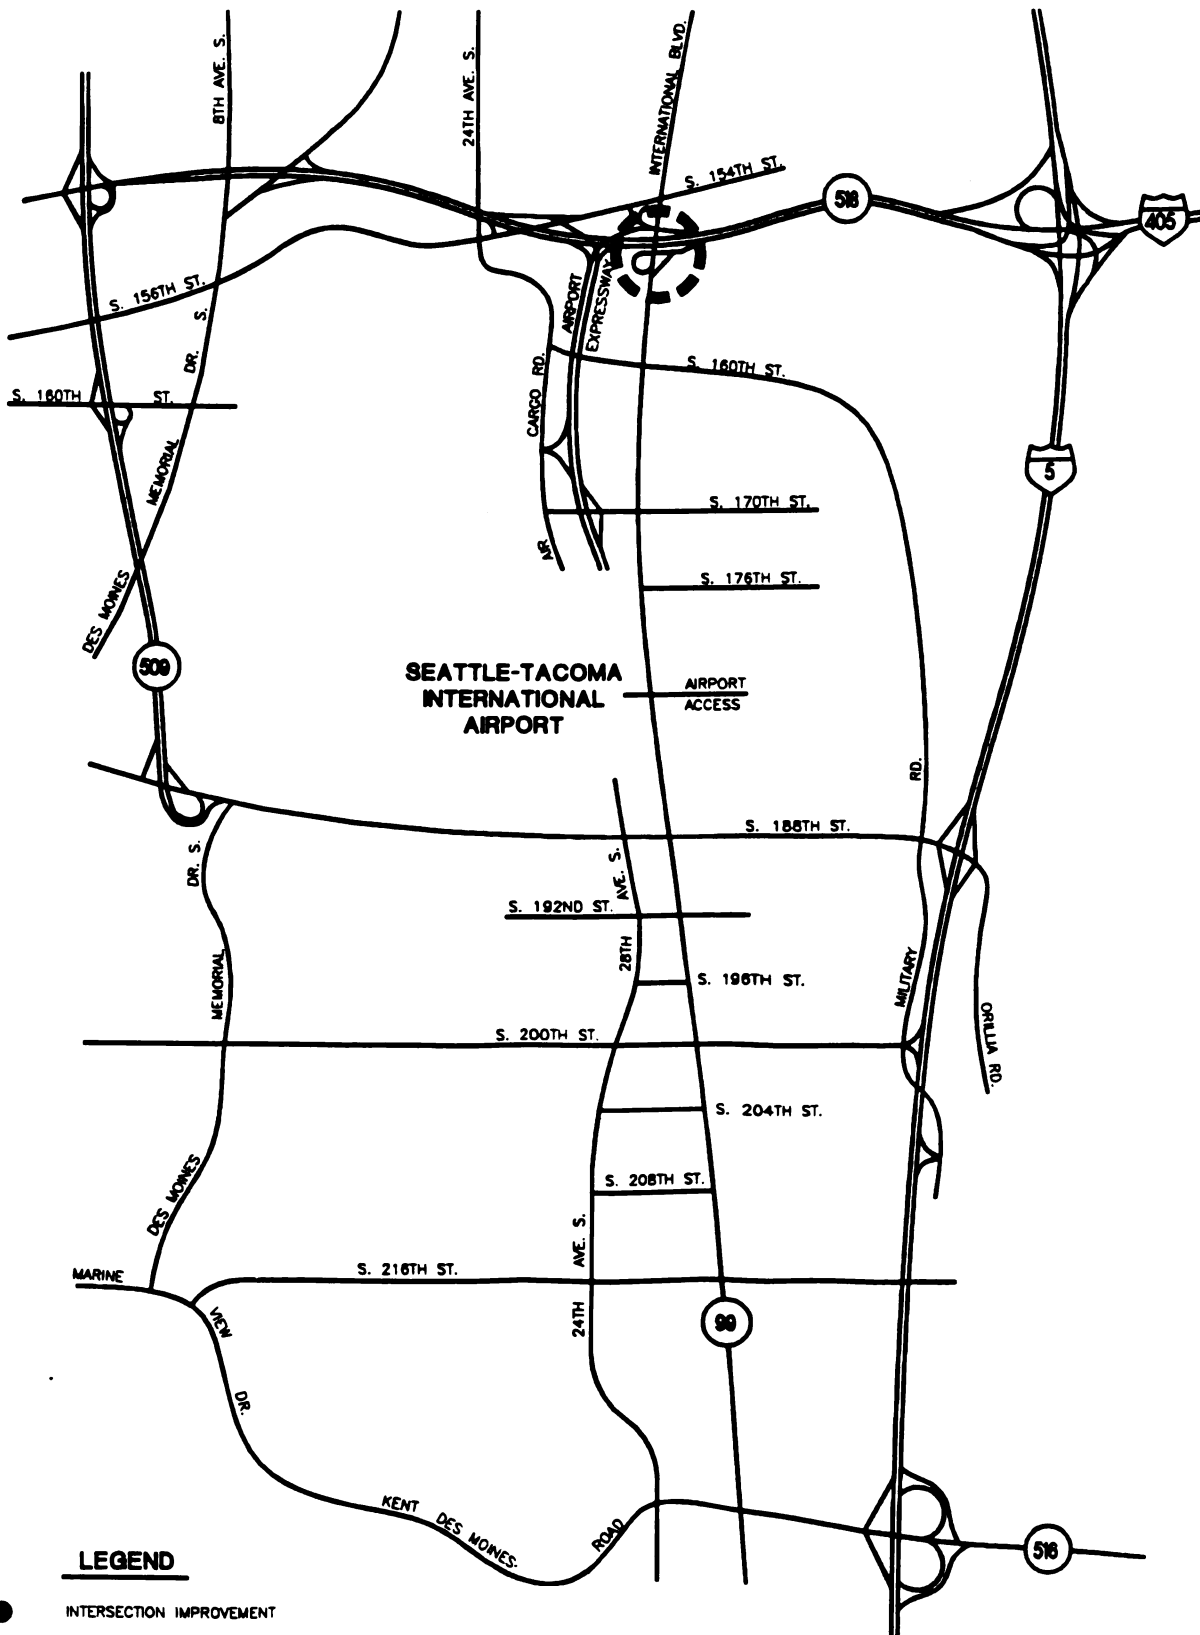 8TH AVE. S.
24TH AVE. S.
INTERNATIONAL BLVD.
S. 154TH ST.
518
405
S. 156TH ST.
AIRPORT
EXPRESSWAY
S. 160TH ST.
S. 160TH ST.
DES MOINES MEMORIAL DR. S.
AIR CARGO RD.
5
S. 170TH ST.
S. 176TH ST.
509
SEATTLE-TACOMA
INTERNATIONAL
AIRPORT
AIRPORT
ACCESS
MILITARY RD.
S. 188TH ST.
DES MOINES MEMORIAL DR. S.
28TH AVE. S.
S. 192ND ST.
S. 196TH ST.
ORILLIA RD.
S. 200TH ST.
S. 204TH ST.
S. 208TH ST.
24TH AVE. S.
S. 216TH ST.
MARINE VIEW DR.
99
KENT DES MOINES ROAD
516
LEGEND
INTERSECTION IMPROVEMENT